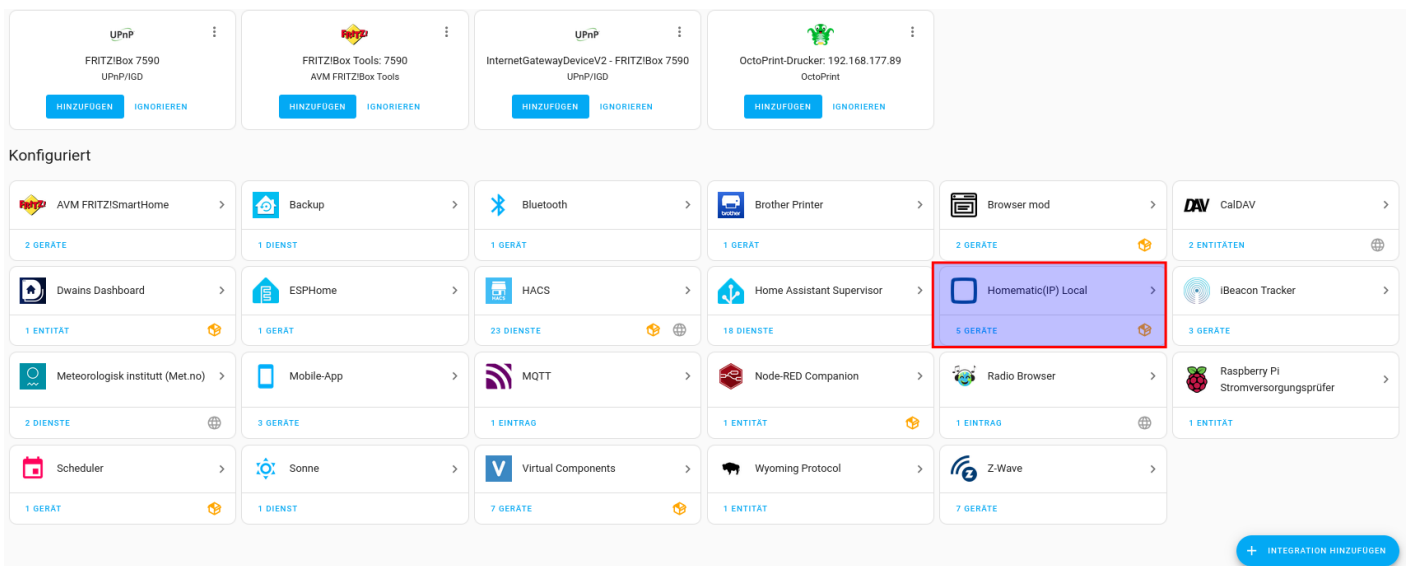 UPnP
FRITZ!Box 7590
UPnP/IGD
HINZUFÜGEN IGNORIEREN
FRITZ!
FRITZ!Box Tools: 7590
AVM FRITZ!Box Tools
HINZUFÜGEN IGNORIEREN
UPnP
InternetGatewayDeviceV2 - FRITZ!Box 7590
UPnP/IGD
HINZUFÜGEN IGNORIEREN
OctoPrint-Drucker: 192.168.177.89
OctoPrint
HINZUFÜGEN IGNORIEREN
Konfiguriert
FRITZ! AVM FRITZ!SmartHome
2 GERÄTE
Backup
1 DIENST
Bluetooth
1 GERÄT
brother Brother Printer
1 GERÄT
Browser mod
2 GERÄTE
DAV CalDAV
2 ENTITÄTEN
D Dwains Dashboard
1 ENTITÄT
ESPHome
1 GERÄT
HACS HACS
23 DIENSTE
Home Assistant Supervisor
18 DIENSTE
Homematic(IP) Local
5 GERÄTE
iBeacon Tracker
3 GERÄTE
Meteorologisk institutt (Met.no)
2 DIENSTE
Mobile-App
3 GERÄTE
MQTT
1 EINTRAG
Node-RED Companion
1 ENTITÄT
Radio Browser
1 EINTRAG
Raspberry Pi
Stromversorgungsprüfer
1 ENTITÄT
Scheduler
1 GERÄT
Sonne
1 DIENST
V Virtual Components
7 GERÄTE
Wyoming Protocol
1 ENTITÄT
Z Z-Wave
7 GERÄTE
+ INTEGRATION HINZUFÜGEN